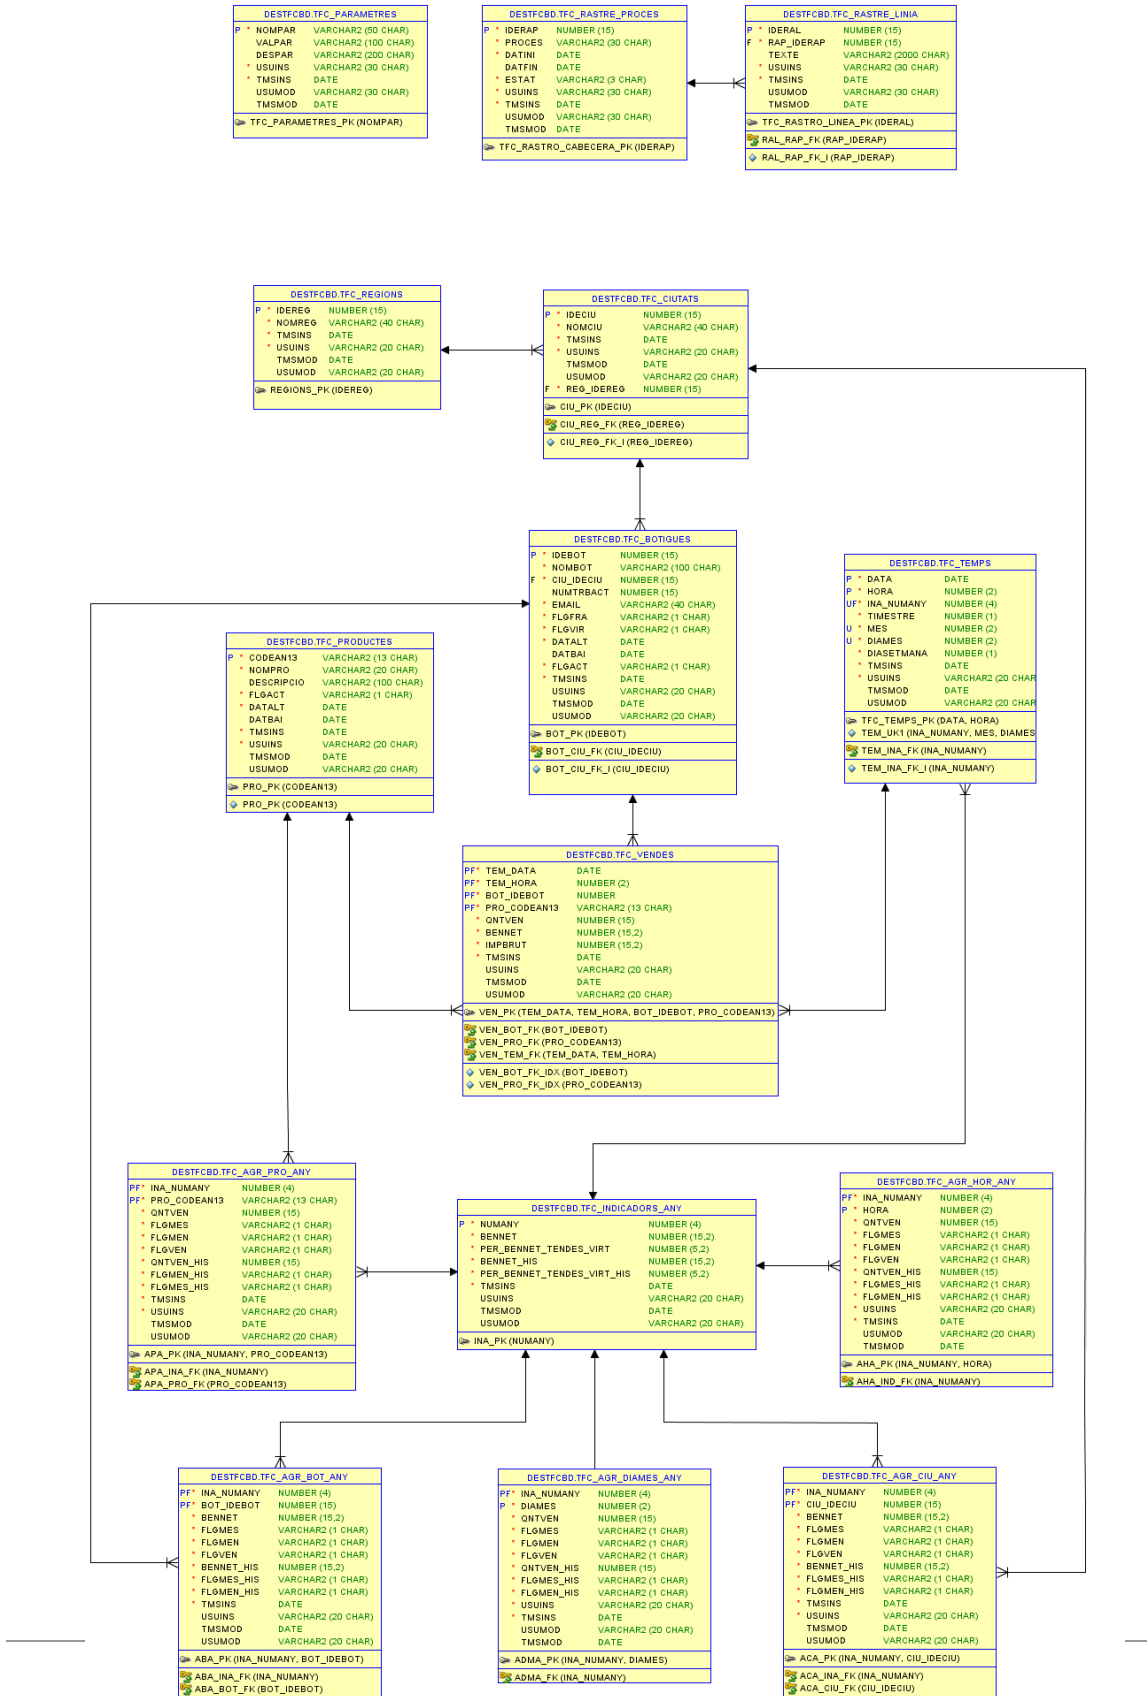 DESTFCBD.TFC_PARAMETRES
P * NOMPAR VARCHAR2 (50 CHAR)
VALPAR VARCHAR2 (100 CHAR)
DESPAR VARCHAR2 (200 CHAR)
* USUINS VARCHAR2 (30 CHAR)
* TMSINS DATE
USUMOD VARCHAR2 (30 CHAR)
TMSMOD DATE
TFC_PARAMETRES_PK (NOMPAR)
DESTFCBD.TFC_RASTRE_PROCES
P * IDERAP NUMBER (15)
* PROCES VARCHAR2 (30 CHAR)
* DATINI DATE
DATFIN DATE
* ESTAT VARCHAR2 (3 CHAR)
* USUINS VARCHAR2 (30 CHAR)
* TMSINS DATE
USUMOD VARCHAR2 (30 CHAR)
TMSMOD DATE
TFC_RASTRO_CABECERA_PK (IDERAP)
DESTFCBD.TFC_RASTRE_LINIA
P * IDERAL NUMBER (15)
F * RAP_IDERAP NUMBER (15)
TEXTE VARCHAR2 (2000 CHAR)
* USUINS VARCHAR2 (30 CHAR)
* TMSINS DATE
USUMOD VARCHAR2 (30 CHAR)
TMSMOD DATE
TFC_RASTRO_LINEA_PK (IDERAL)
RAL_RAP_FK (RAP_IDERAP)
RAL_RAP_FK_I (RAP_IDERAP)
DESTFCBD.TFC_REGIONS
P * IDEREG NUMBER (15)
* NOMREG VARCHAR2 (40 CHAR)
* TMSINS DATE
* USUINS VARCHAR2 (20 CHAR)
TMSMOD DATE
USUMOD VARCHAR2 (20 CHAR)
REGIONS_PK (IDEREG)
DESTFCBD.TFC_CIUTATS
P * IDECIU NUMBER (15)
* NOMCIU VARCHAR2 (40 CHAR)
* TMSINS DATE
* USUINS VARCHAR2 (20 CHAR)
TMSMOD DATE
USUMOD VARCHAR2 (20 CHAR)
F * REG_IDEREG NUMBER (15)
CIU_PK (IDECIU)
CIU_REG_FK (REG_IDEREG)
CIU_REG_FK_I (REG_IDEREG)
DESTFCBD.TFC_BOTIGUES
P * IDEBOT NUMBER (15)
* NOMBOT VARCHAR2 (100 CHAR)
F * CIU_IDECIU NUMBER (15)
NUMTRBACT NUMBER (15)
* EMAIL VARCHAR2 (40 CHAR)
* FLGFRA VARCHAR2 (1 CHAR)
* FLGVIR VARCHAR2 (1 CHAR)
* DATALT DATE
DATBAI DATE
* FLGACT VARCHAR2 (1 CHAR)
* TMSINS DATE
USUINS VARCHAR2 (20 CHAR)
TMSMOD DATE
USUMOD VARCHAR2 (20 CHAR)
BOT_PK (IDEBOT)
BOT_CIU_FK (CIU_IDECIU)
BOT_CIU_FK_I (CIU_IDECIU)
DESTFCBD.TFC_TEMPS
P * DATA DATE
P * HORA NUMBER (2)
UF* INA_NUMANY NUMBER (4)
* TIMESTRE NUMBER (1)
U * MES NUMBER (2)
U * DIAMES NUMBER (2)
* DIASETMANA NUMBER (1)
* TMSINS DATE
* USUINS VARCHAR2 (20 CHAR
TMSMOD DATE
USUMOD VARCHAR2 (20 CHAR
TFC_TEMPS_PK (DATA, HORA)
TEM_UK1 (INA_NUMANY, MES, DIAMES
TEM_INA_FK (INA_NUMANY)
TEM_INA_FK_I (INA_NUMANY)
DESTFCBD.TFC_PRODUCTES
P * CODEAN13 VARCHAR2 (13 CHAR)
* NOMPRO VARCHAR2 (20 CHAR)
DESCRIPCIO VARCHAR2 (100 CHAR)
* FLGACT VARCHAR2 (1 CHAR)
* DATALT DATE
DATBAI DATE
* TMSINS DATE
* USUINS VARCHAR2 (20 CHAR)
TMSMOD DATE
USUMOD VARCHAR2 (20 CHAR)
PRO_PK (CODEAN13)
PRO_PK (CODEAN13)
DESTFCBD.TFC_VENDES
PF* TEM_DATA DATE
PF* TEM_HORA NUMBER (2)
PF* BOT_IDEBOT NUMBER
PF* PRO_CODEAN13 VARCHAR2 (13 CHAR)
* QNTVEN NUMBER (15)
* BENNET NUMBER (15,2)
* IMPBRUT NUMBER (15,2)
* TMSINS DATE
USUINS VARCHAR2 (20 CHAR)
TMSMOD DATE
USUMOD VARCHAR2 (20 CHAR)
VEN_PK (TEM_DATA, TEM_HORA, BOT_IDEBOT, PRO_CODEAN13)
VEN_BOT_FK (BOT_IDEBOT)
VEN_PRO_FK (PRO_CODEAN13)
VEN_TEM_FK (TEM_DATA, TEM_HORA)
VEN_BOT_FK_IDX (BOT_IDEBOT)
VEN_PRO_FK_IDX (PRO_CODEAN13)
DESTFCBD.TFC_AGR_PRO_ANY
PF* INA_NUMANY NUMBER (4)
PF* PRO_CODEAN13 VARCHAR2 (13 CHAR)
* QNTVEN NUMBER (15)
* FLGMES VARCHAR2 (1 CHAR)
* FLGMEN VARCHAR2 (1 CHAR)
* FLGVEN VARCHAR2 (1 CHAR)
* QNTVEN_HIS NUMBER (15)
* FLGMEN_HIS VARCHAR2 (1 CHAR)
* FLGMES_HIS VARCHAR2 (1 CHAR)
* TMSINS DATE
* USUINS VARCHAR2 (20 CHAR)
TMSMOD DATE
USUMOD VARCHAR2 (20 CHAR)
APA_PK (INA_NUMANY, PRO_CODEAN13)
APA_INA_FK (INA_NUMANY)
APA_PRO_FK (PRO_CODEAN13)
DESTFCBD.TFC_INDICADORS_ANY
P * NUMANY NUMBER (4)
* BENNET NUMBER (15,2)
* PER_BENNET_TENDES_VIRT NUMBER (5,2)
* BENNET_HIS NUMBER (15,2)
* PER_BENNET_TENDES_VIRT_HIS NUMBER (5,2)
* TMSINS DATE
USUINS VARCHAR2 (20 CHAR)
TMSMOD DATE
USUMOD VARCHAR2 (20 CHAR)
INA_PK (NUMANY)
DESTFCBD.TFC_AGR_HOR_ANY
PF* INA_NUMANY NUMBER (4)
P * HORA NUMBER (2)
* QNTVEN NUMBER (15)
* FLGMES VARCHAR2 (1 CHAR)
* FLGMEN VARCHAR2 (1 CHAR)
* FLGVEN VARCHAR2 (1 CHAR)
* QNTVEN_HIS NUMBER (15)
* FLGMES_HIS VARCHAR2 (1 CHAR)
* FLGMEN_HIS VARCHAR2 (1 CHAR)
* USUINS VARCHAR2 (20 CHAR)
* TMSINS DATE
USUMOD VARCHAR2 (20 CHAR)
TMSMOD DATE
AHA_PK (INA_NUMANY, HORA)
AHA_IND_FK (INA_NUMANY)
DESTFCBD.TFC_AGR_BOT_ANY
PF* INA_NUMANY NUMBER (4)
PF* BOT_IDEBOT NUMBER (15)
* BENNET NUMBER (15,2)
* FLGMES VARCHAR2 (1 CHAR)
* FLGMEN VARCHAR2 (1 CHAR)
* FLGVEN VARCHAR2 (1 CHAR)
* BENNET_HIS NUMBER (15,2)
* FLGMES_HIS VARCHAR2 (1 CHAR)
* FLGMEN_HIS VARCHAR2 (1 CHAR)
* TMSINS DATE
USUINS VARCHAR2 (20 CHAR)
TMSMOD DATE
USUMOD VARCHAR2 (20 CHAR)
ABA_PK (INA_NUMANY, BOT_IDEBOT)
ABA_INA_FK (INA_NUMANY)
ABA_BOT_FK (BOT_IDEBOT)
DESTFCBD.TFC_AGR_DIAMES_ANY
PF* INA_NUMANY NUMBER (4)
P * DIAMES NUMBER (2)
* QNTVEN NUMBER (15)
* FLGMES VARCHAR2 (1 CHAR)
* FLGMEN VARCHAR2 (1 CHAR)
* FLGVEN VARCHAR2 (1 CHAR)
* QNTVEN_HIS NUMBER (15)
* FLGMES_HIS VARCHAR2 (1 CHAR)
* FLGMEN_HIS VARCHAR2 (1 CHAR)
* USUINS VARCHAR2 (20 CHAR)
* TMSINS DATE
USUMOD VARCHAR2 (20 CHAR)
TMSMOD DATE
ADMA_PK (INA_NUMANY, DIAMES)
ADMA_FK (INA_NUMANY)
DESTFCBD.TFC_AGR_CIU_ANY
PF* INA_NUMANY NUMBER (4)
PF* CIU_IDECIU NUMBER (15)
* BENNET NUMBER (15,2)
* FLGMES VARCHAR2 (1 CHAR)
* FLGMEN VARCHAR2 (1 CHAR)
* FLGVEN VARCHAR2 (1 CHAR)
* BENNET_HIS NUMBER (15,2)
* FLGMES_HIS VARCHAR2 (1 CHAR)
* FLGMEN_HIS VARCHAR2 (1 CHAR)
* TMSINS DATE
* USUINS VARCHAR2 (20 CHAR)
TMSMOD DATE
USUMOD VARCHAR2 (20 CHAR)
ACA_PK (INA_NUMANY, CIU_IDECIU)
ACA_INA_FK (INA_NUMANY)
ACA_CIU_FK (CIU_IDECIU)